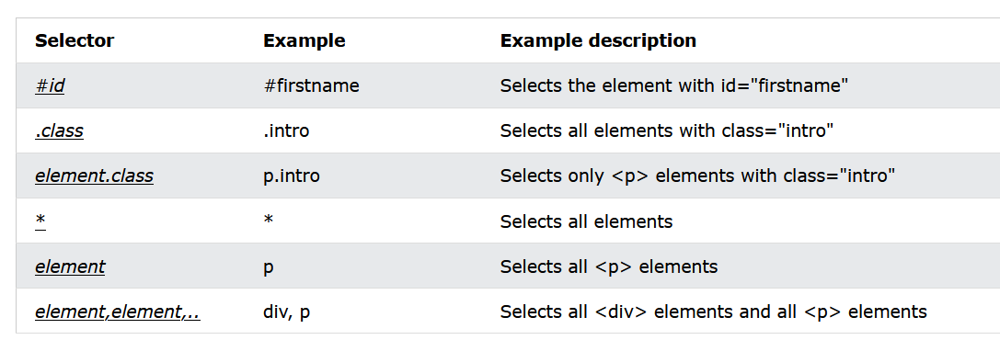 Selector Example Example description
#id #firstname Selects the element with id="firstname"
.class .intro Selects all elements with class="intro"
element.class p.intro Selects only <p> elements with class="intro"
* * Selects all elements
element p Selects all <p> elements
element,element,.. div, p Selects all <div> elements and all <p> elements